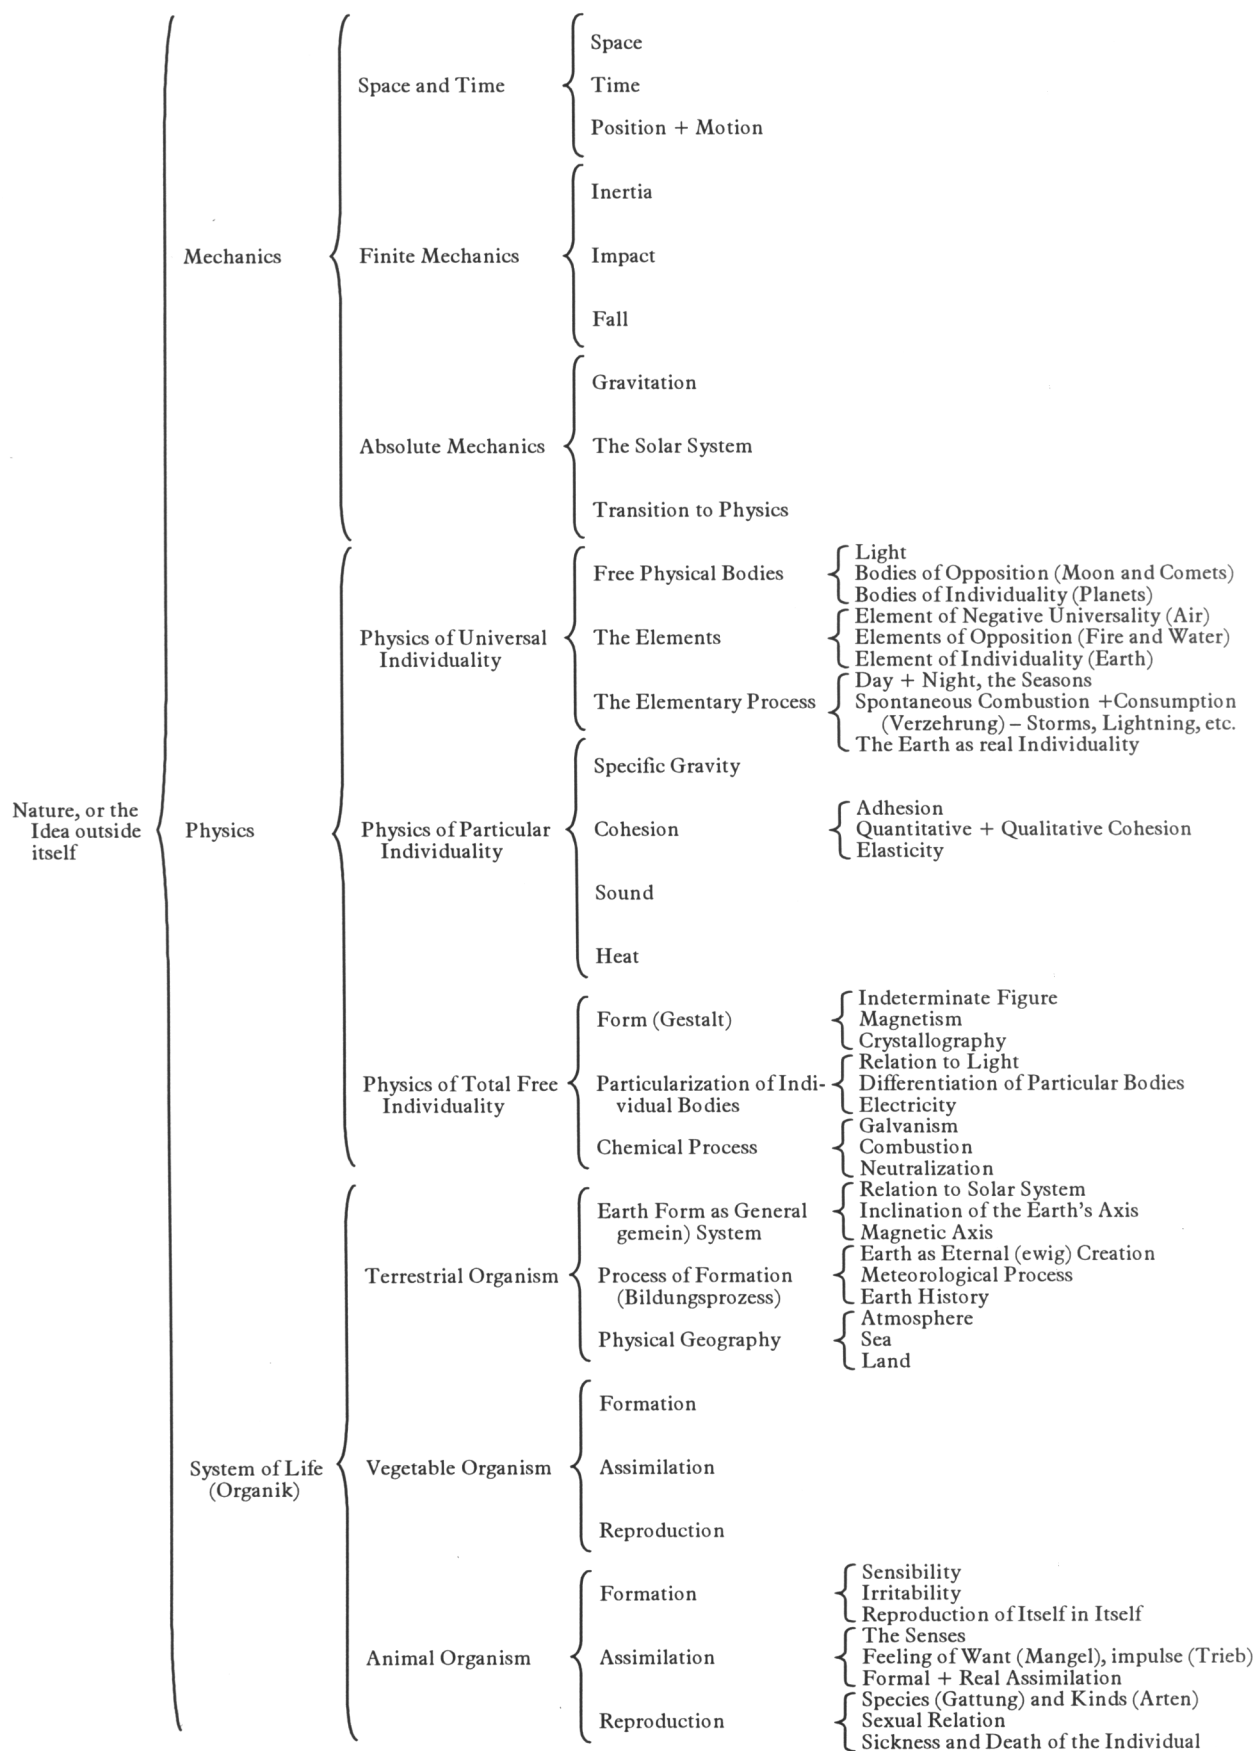 Space
Space and Time
Time
Position + Motion
Inertia
Mechanics
Finite Mechanics
Impact
Fall
Gravitation
Absolute Mechanics
The Solar System
Transition to Physics
Light
Free Physical Bodies
Bodies of Opposition (Moon and Comets)
Bodies of Individuality (Planets)
Element of Negative Universality (Air)
Physics of Universal
Individuality
The Elements
Elements of Opposition (Fire and Water)
Element of Individuality (Earth)
Day + Night, the Seasons
The Elementary Process
Spontaneous Combustion +Consumption
(Verzehrung) – Storms, Lightning, etc.
The Earth as real Individuality
Specific Gravity
Nature, or the
Idea outside
itself
Physics
Physics of Particular
Individuality
Cohesion
Adhesion
Quantitative + Qualitative Cohesion
Elasticity
Sound
Heat
Form (Gestalt)
Indeterminate Figure
Magnetism
Crystallography
Physics of Total Free
Individuality
Particularization of Indi-
vidual Bodies
Relation to Light
Differentiation of Particular Bodies
Electricity
Chemical Process
Galvanism
Combustion
Neutralization
Earth Form as General
gemein) System
Relation to Solar System
Inclination of the Earth's Axis
Magnetic Axis
Terrestrial Organism
Process of Formation
(Bildungsprozess)
Earth as Eternal (ewig) Creation
Meteorological Process
Earth History
Physical Geography
Atmosphere
Sea
Land
Formation
System of Life
(Organik)
Vegetable Organism
Assimilation
Reproduction
Formation
Sensibility
Irritability
Reproduction of Itself in Itself
Animal Organism
Assimilation
The Senses
Feeling of Want (Mangel), impulse (Trieb)
Formal + Real Assimilation
Reproduction
Species (Gattung) and Kinds (Arten)
Sexual Relation
Sickness and Death of the Individual